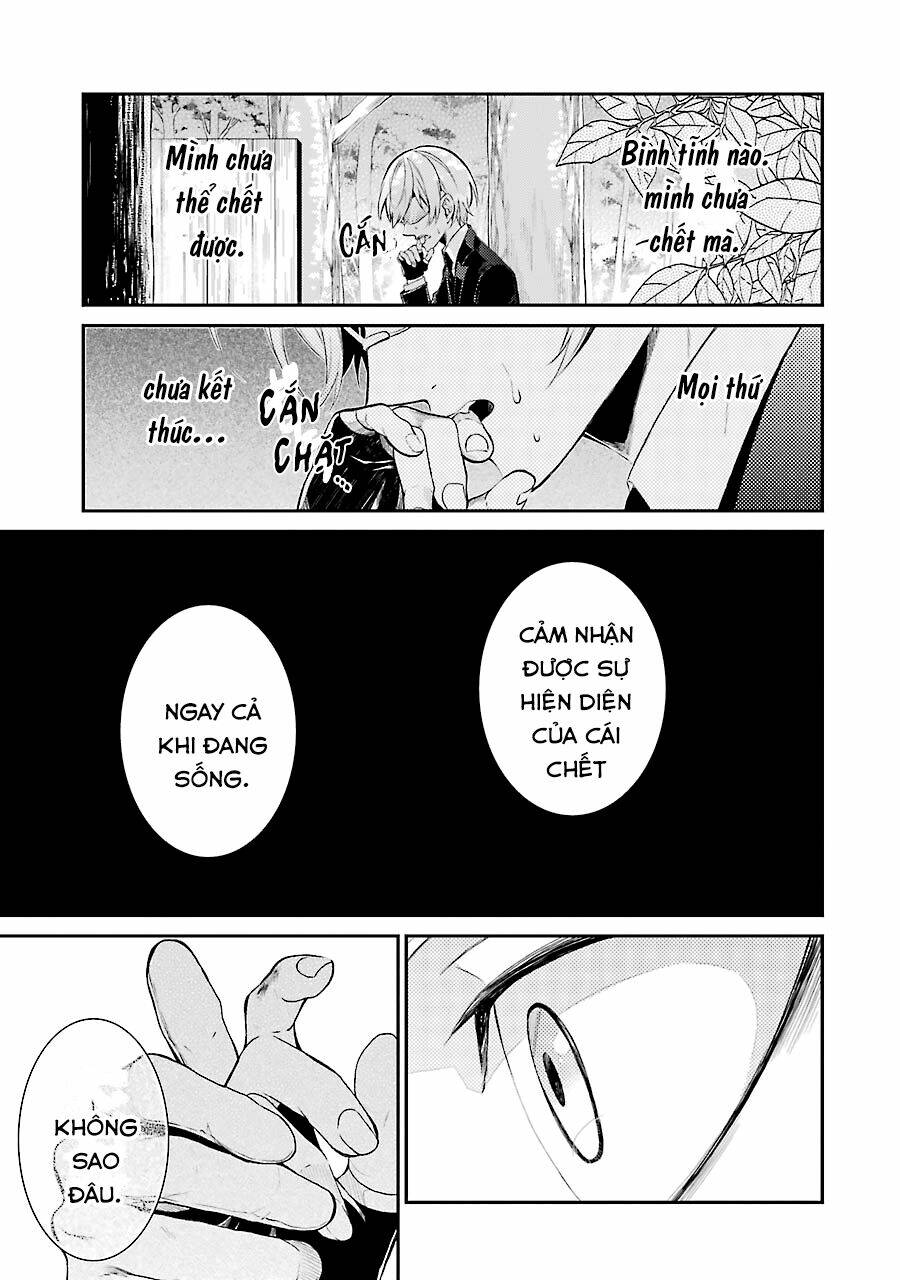 Bình tĩnh nào.
mình chưa
chết mà.
CẮN
Mình chưa
thể chết
được.
Mọi thứ
CẮN
CHẶT...
chưa kết
thúc...
CẢM NHẬN
ĐƯỢC SỰ
HIỆN DIỆN
CỦA CÁI
CHẾT
NGAY CẢ
KHI ĐANG
SỐNG.
KHÔNG
SAO
ĐÂU.